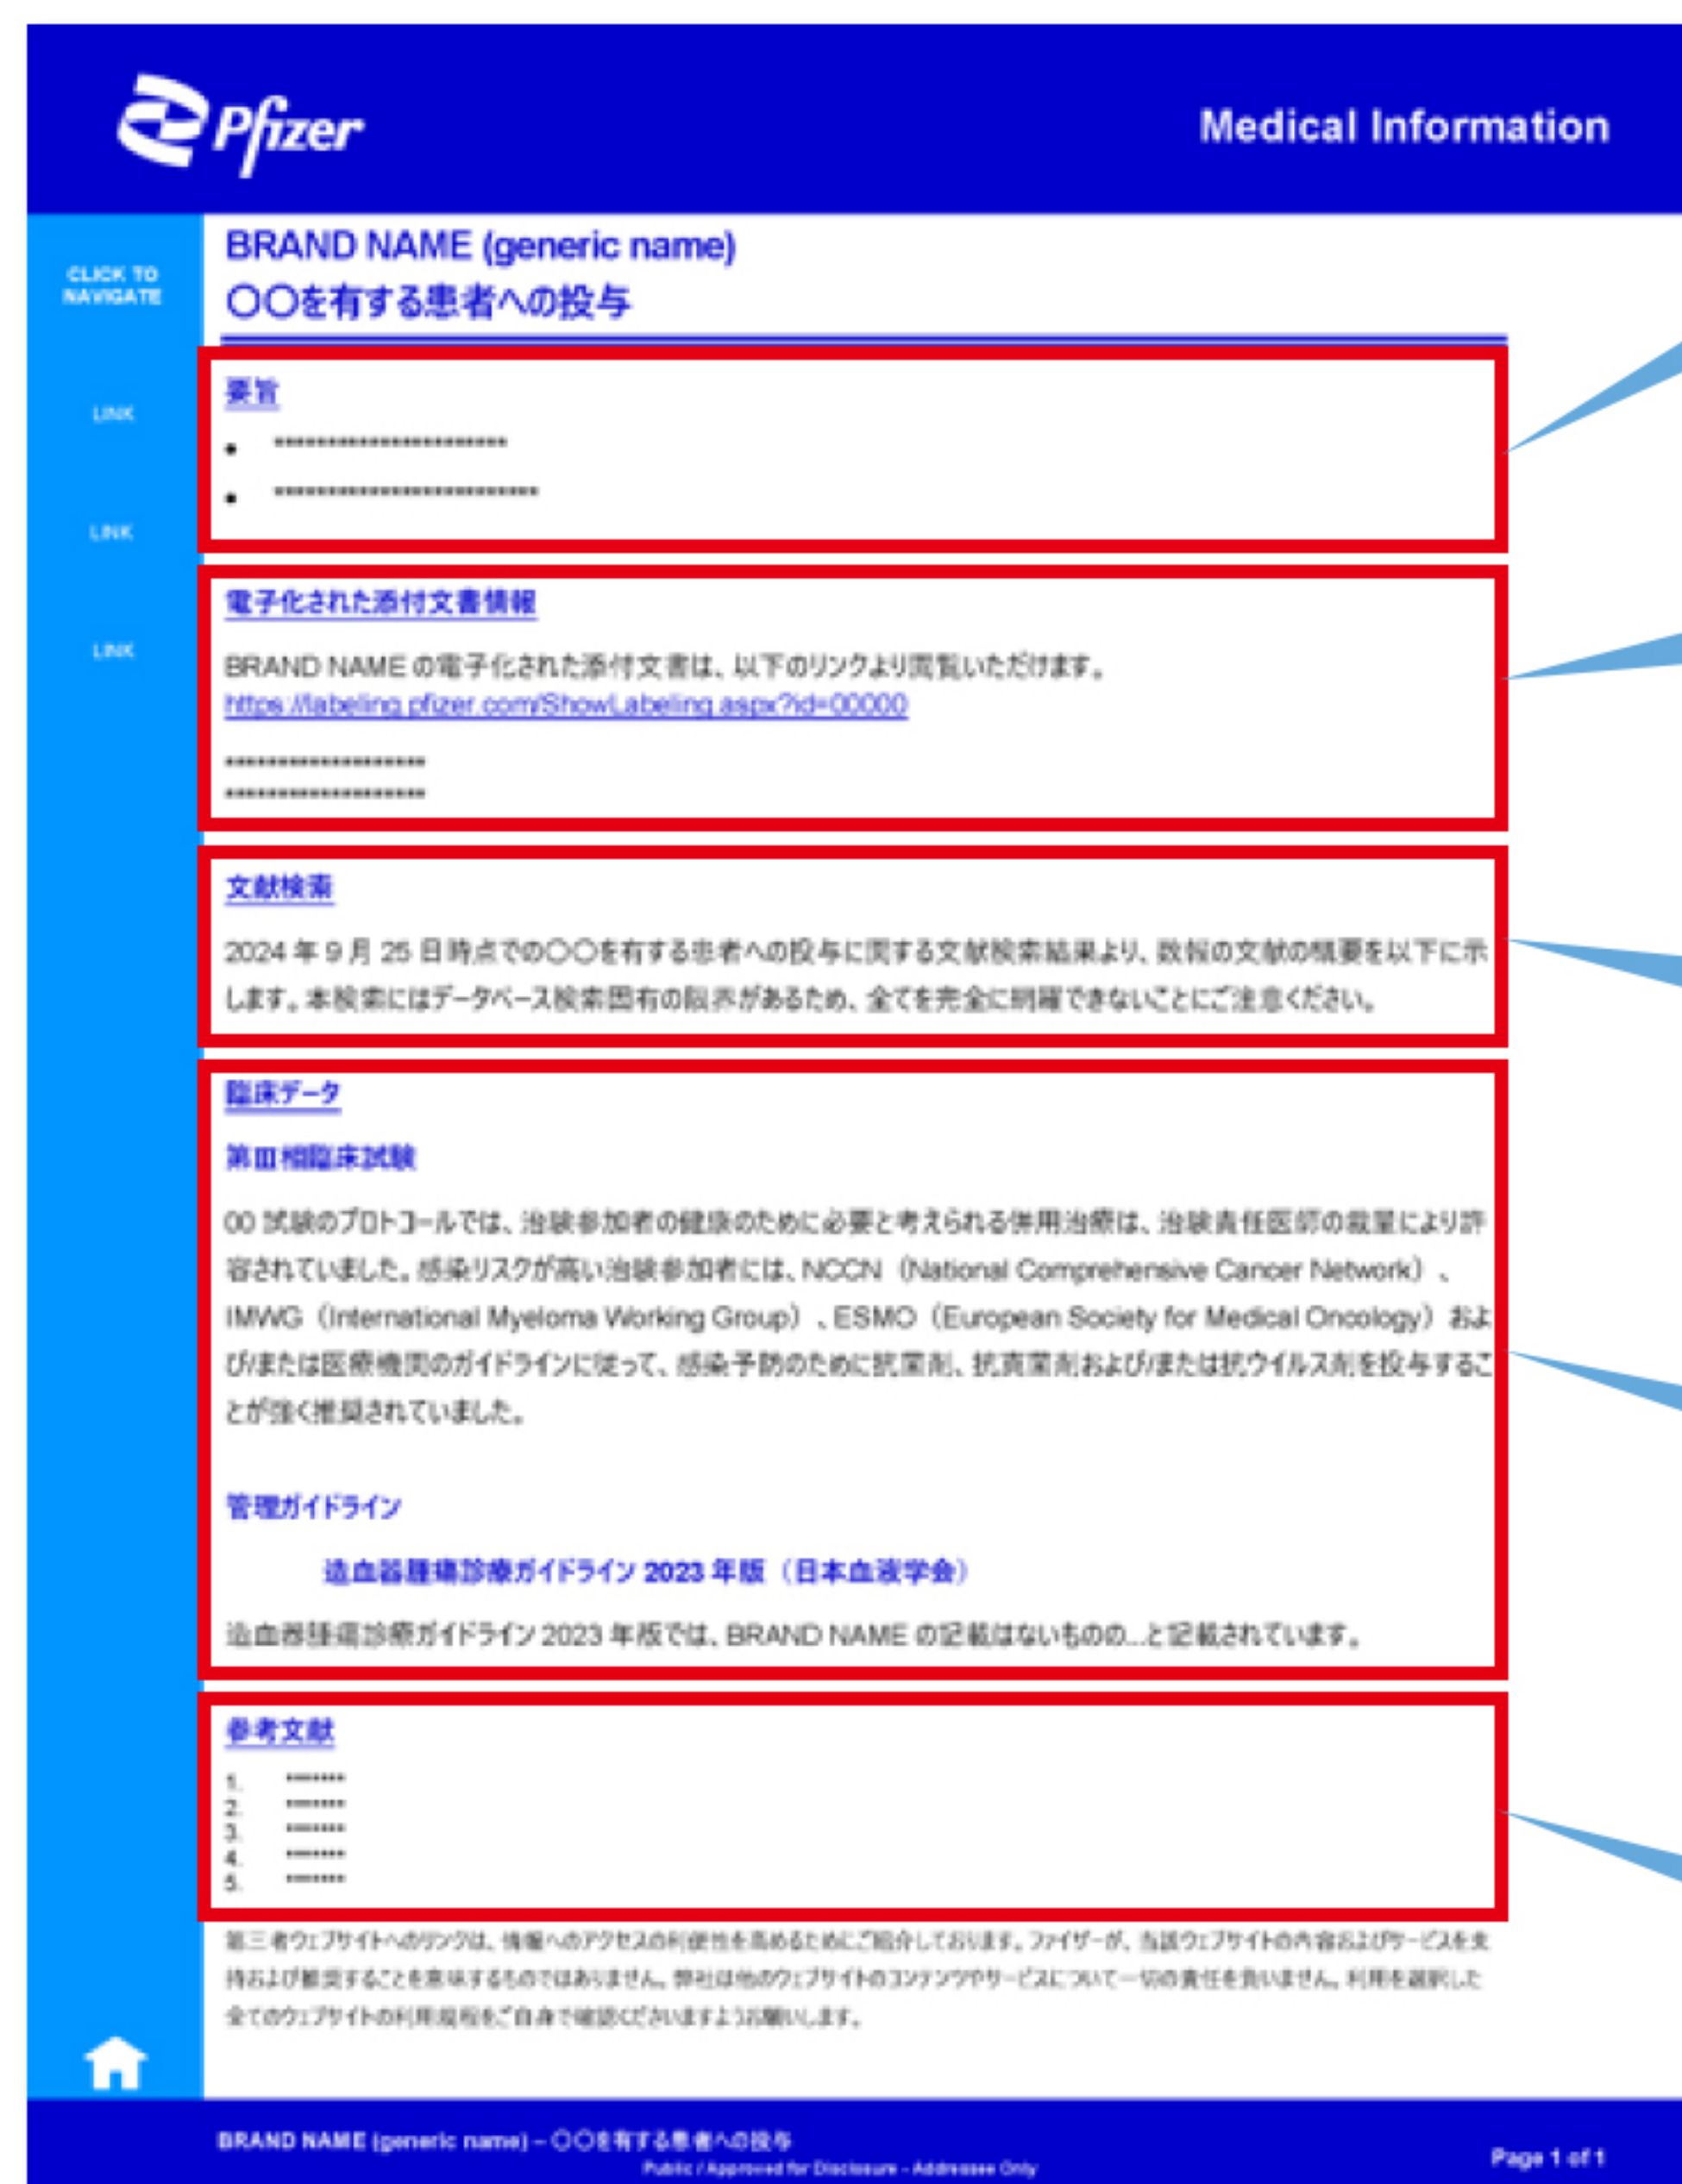 Pfizer
Medical Information
CLICK TO
NAVIGATE
LINK
LINK
LINK
BRAND NAME (generic name)
〇〇を有する患者への投与
要旨
• **********************
• *************************
電子化された添付文書情報
BRAND NAME の電子化された添付文書は、以下のリンクより閲覧いただけます。
https://labeling.pfizer.com/ShowLabeling.aspx?id=00000
*******************
*******************
文献検索
2024 年 9 月 25 日時点での〇〇を有する患者への投与に関する文献検索結果より、数報の文献の概要を以下に示
します。本検索にはデータベース検索固有の限界があるため、全てを完全に網羅できないことにご注意ください。
臨床データ
第Ⅲ相臨床試験
00 試験のプロトコールでは、治験参加者の健康のために必要と考えられる併用治療は、治験責任医師の裁量により許
容されていました。感染リスクが高い治験参加者には、NCCN（National Comprehensive Cancer Network）、
IMWG（International Myeloma Working Group）、ESMO（European Society for Medical Oncology）およ
び/または医療機関のガイドラインに従って、感染予防のために抗菌剤、抗真菌剤および/または抗ウイルス剤を投与するこ
とが強く推奨されていました。
管理ガイドライン
造血器腫瘍診療ガイドライン 2023 年版（日本血液学会）
造血器腫瘍診療ガイドライン 2023 年版では、BRAND NAME の記載はないものの...と記載されています。
参考文献
1. *******
2. *******
3. *******
4. *******
5. *******
第三者ウェブサイトへのリンクは、情報へのアクセスの利便性を高めるためにご紹介しております。ファイザーが、当該ウェブサイトの内容およびサービスを支
持および推奨することを意味するものではありません。弊社は他のウェブサイトのコンテンツやサービスについて一切の責任を負いません。利用を選択した
全てのウェブサイトの利用規程をご自身で確認くださいますようお願いします。
BRAND NAME (generic name) – 〇〇を有する患者への投与
Public / Approved for Disclosure – Addressee Only
Page 1 of 1